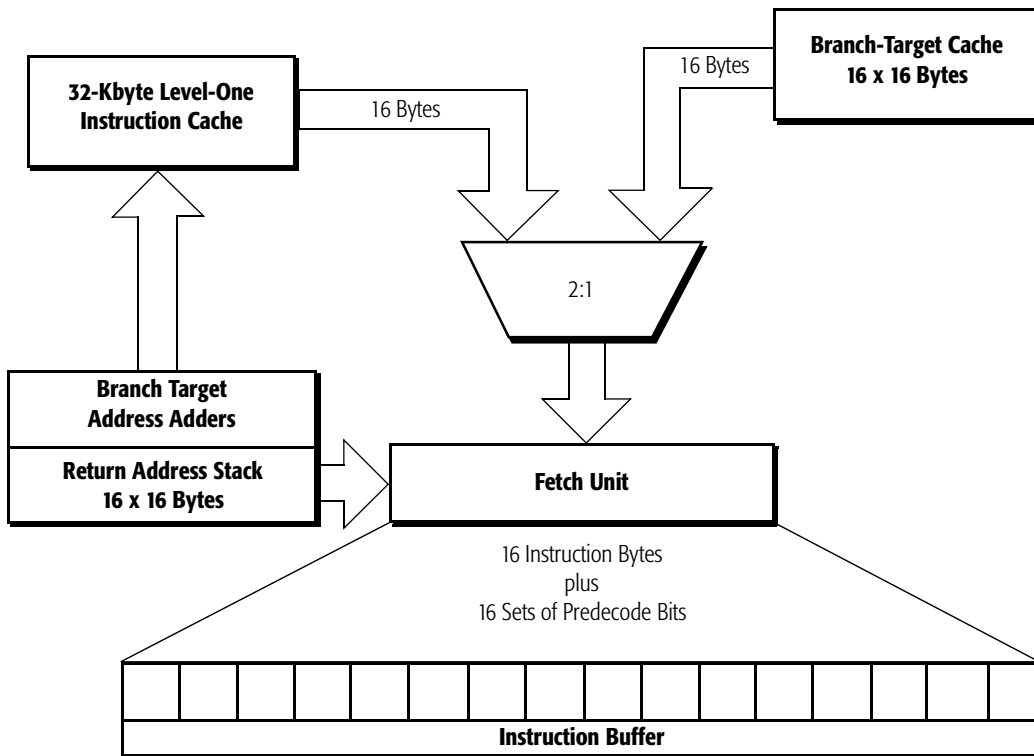 Branch-Target Cache
16 x 16 Bytes
32-Kbyte Level-One
Instruction Cache
16 Bytes
16 Bytes
2:1
Branch Target
Address Adders
Return Address Stack
16 x 16 Bytes
Fetch Unit
16 Instruction Bytes
plus
16 Sets of Predecode Bits
Instruction Buffer